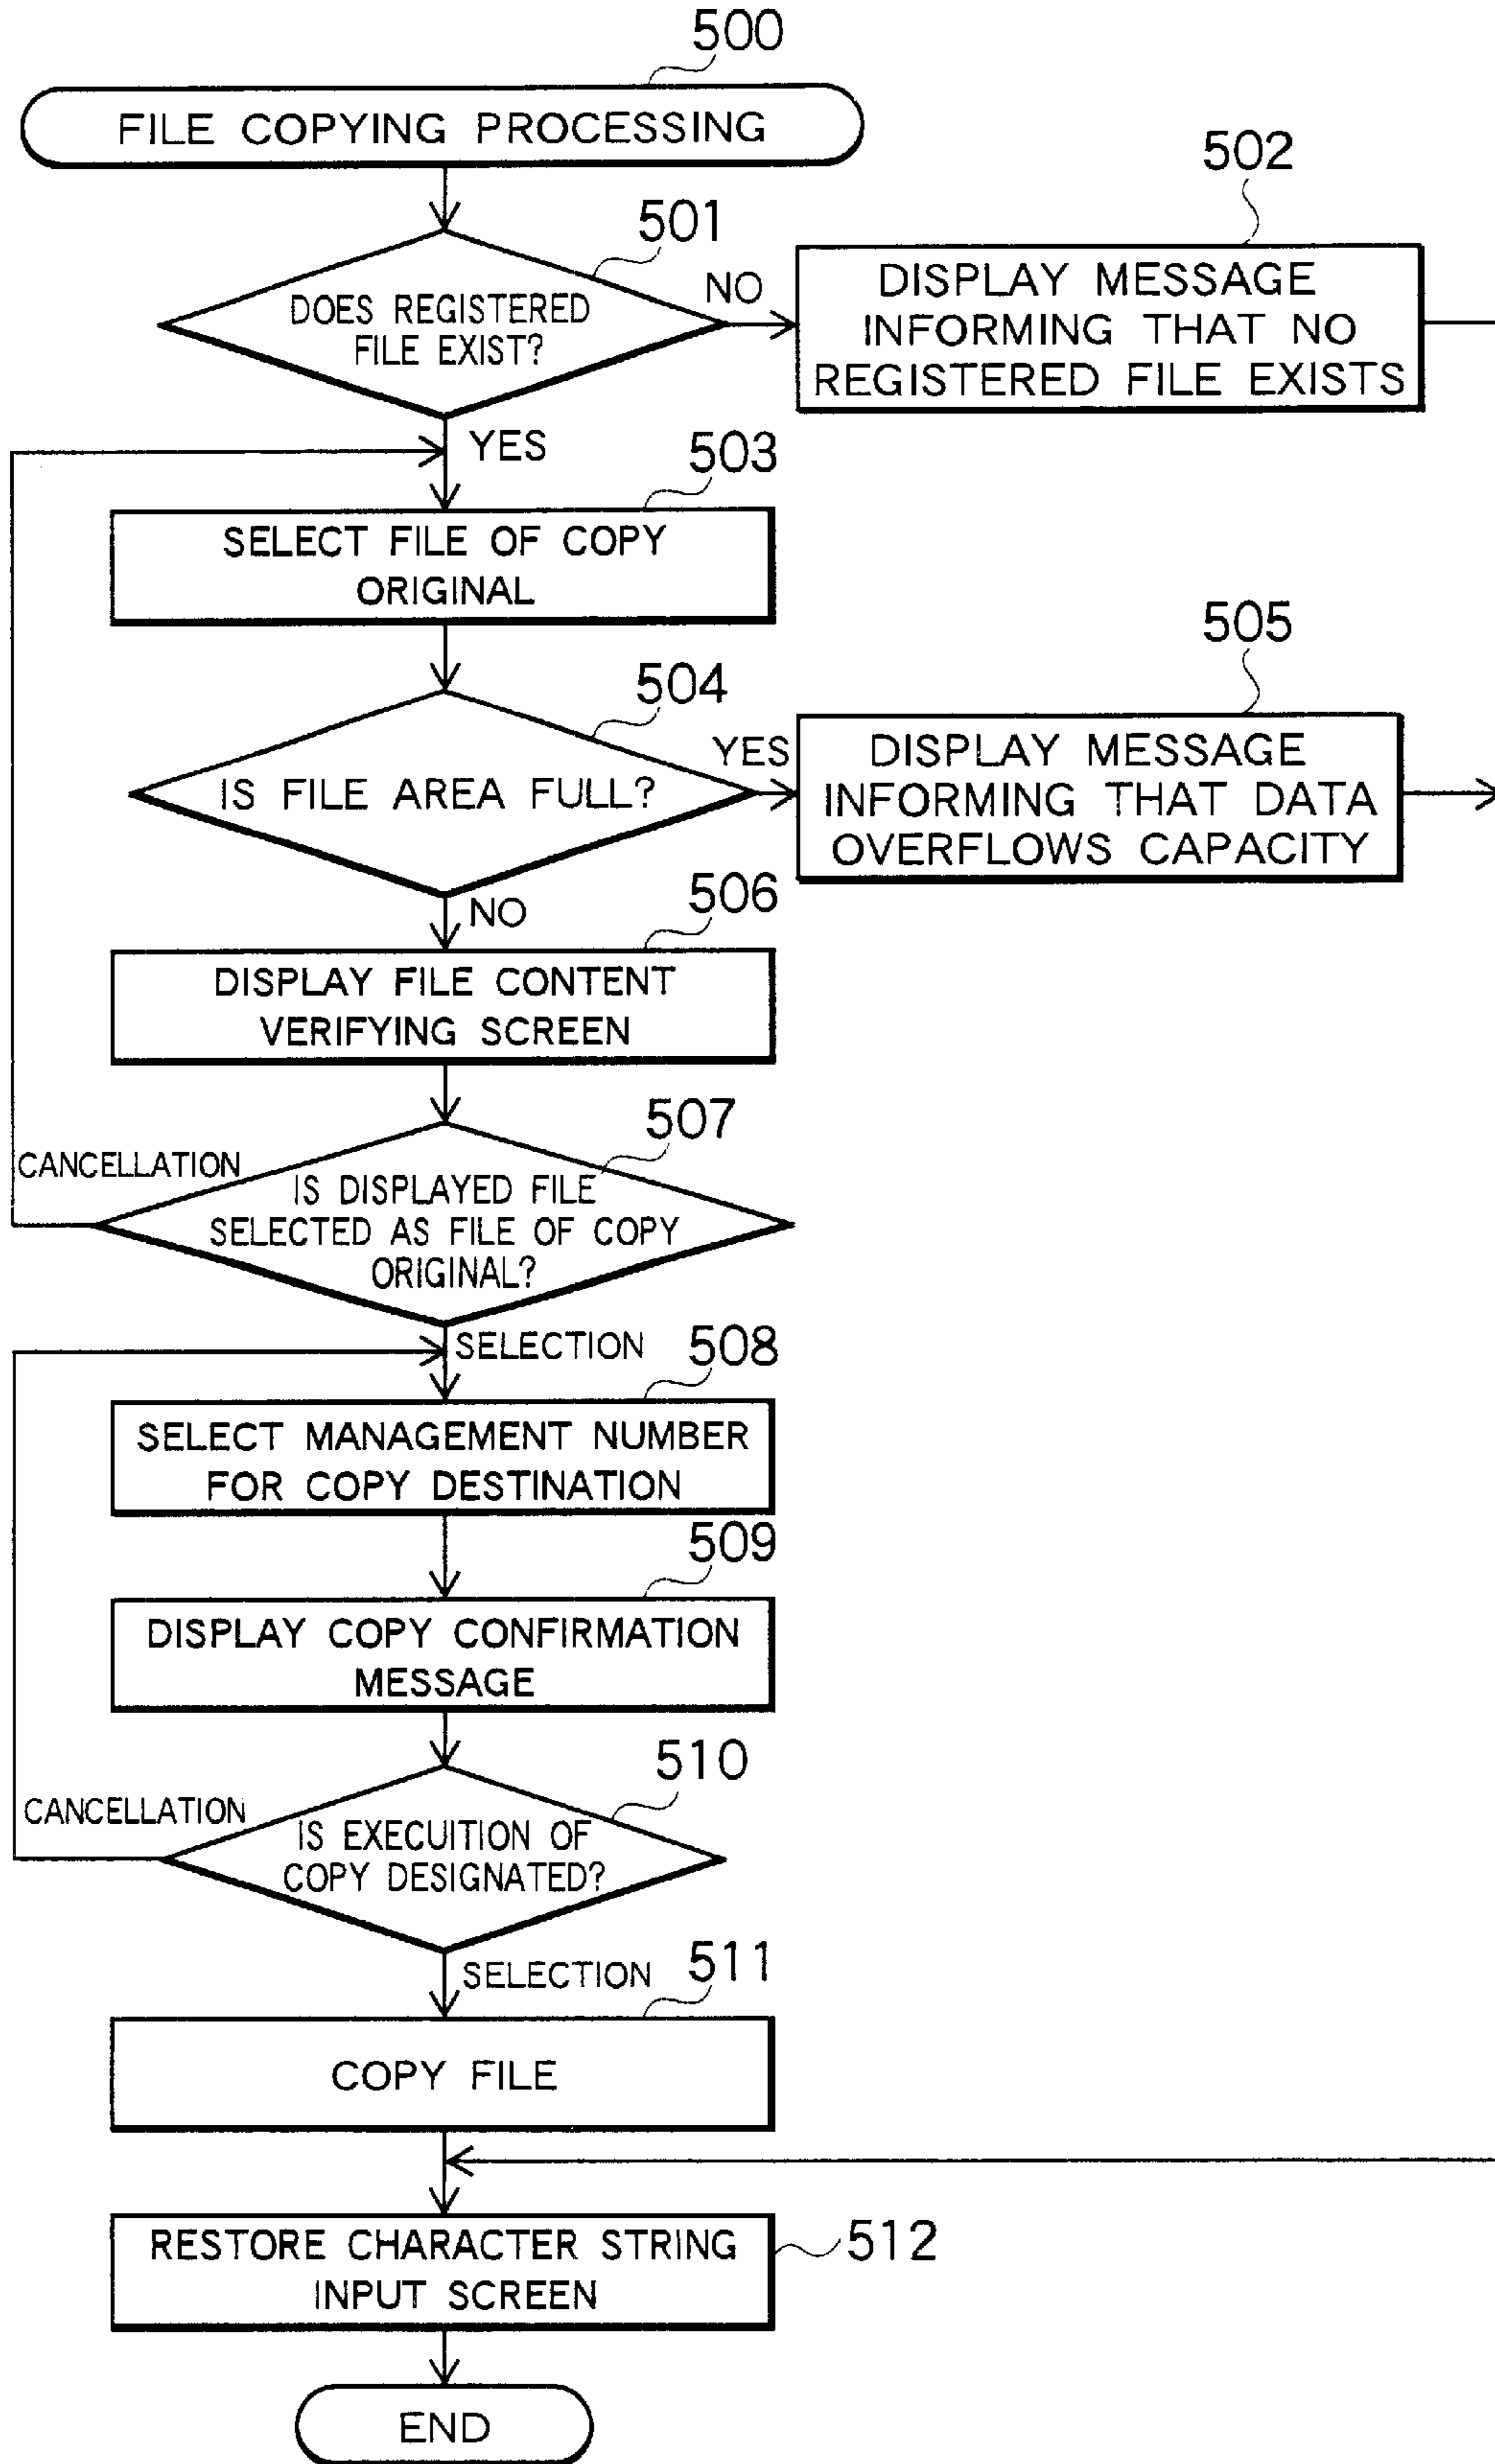 500
FILE COPYING PROCESSING
501
DOES REGISTERED
FILE EXIST?
NO
502
DISPLAY MESSAGE
INFORMING THAT NO
REGISTERED FILE EXISTS
YES
503
SELECT FILE OF COPY
ORIGINAL
504
IS FILE AREA FULL?
YES
505
DISPLAY MESSAGE
INFORMING THAT DATA
OVERFLOWS CAPACITY
NO
506
DISPLAY FILE CONTENT
VERIFYING SCREEN
507
CANCELLATION
IS DISPLAYED FILE
SELECTED AS FILE OF COPY
ORIGINAL?
SELECTION
508
SELECT MANAGEMENT NUMBER
FOR COPY DESTINATION
509
DISPLAY COPY CONFIRMATION
MESSAGE
510
CANCELLATION
IS EXECUITION OF
COPY DESIGNATED?
SELECTION
511
COPY FILE
RESTORE CHARACTER STRING
INPUT SCREEN
512
END